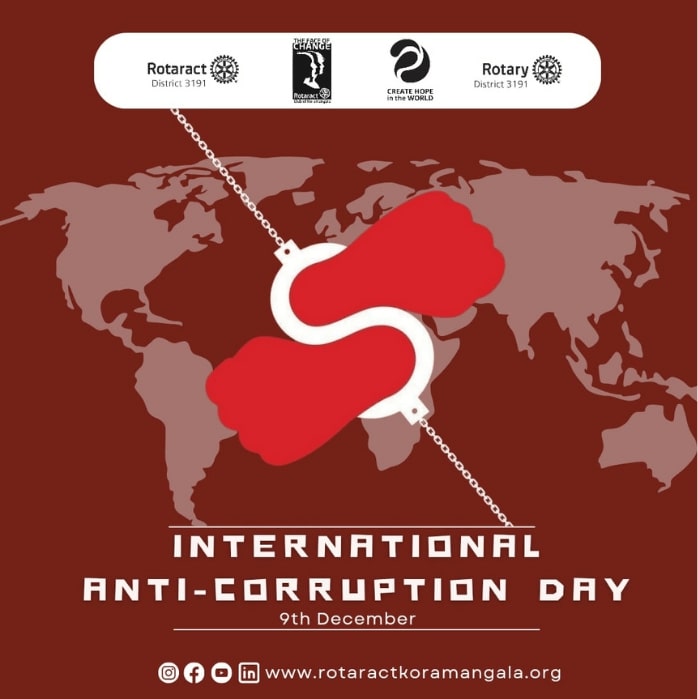 Rotaract
District 3191
THE FACE OF
CHANGE
Rotaract
CREATE HOPE
in the WORLD
Rotary
District 3191
INTERNATIONAL
ANTI-CORRUPTION DAY
9th December
www.rotaractkoramangala.org